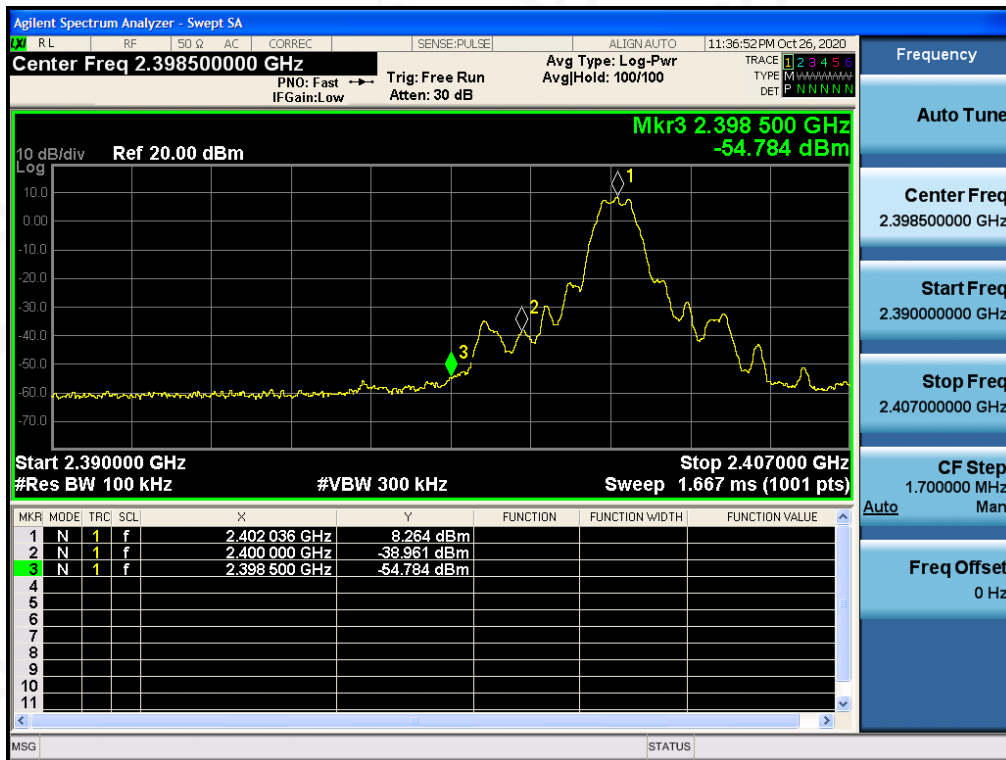 Agilent Spectrum Analyzer - Swept SA
LXI RL RF 50 Ω AC CORREC SENSE:PULSE ALIGN AUTO 11:36:52 PM Oct 26, 2020
Center Freq 2.398500000 GHz
PNO: Fast
IFGain:Low
Trig: Free Run
Atten: 30 dB
Avg Type: Log-Pwr
Avg|Hold: 100/100
TRACE 1 2 3 4 5 6
TYPE M
DET P N N N N N
Mkr3 2.398 500 GHz
-54.784 dBm
10 dB/div Ref 20.00 dBm
Log
10.0
0.00
-10.0
-20.0
-30.0
-40.0
-50.0
-60.0
-70.0
1
2
3
Start 2.390000 GHz Stop 2.407000 GHz
#Res BW 100 kHz #VBW 300 kHz Sweep 1.667 ms (1001 pts)
MKR MODE TRC SCL X Y FUNCTION FUNCTION WIDTH FUNCTION VALUE
1 N 1 f 2.402 036 GHz 8.264 dBm
2 N 1 f 2.400 000 GHz -38.961 dBm
3 N 1 f 2.398 500 GHz -54.784 dBm
4
5
6
7
8
9
10
11
MSG STATUS
Frequency
Auto Tune
Center Freq
2.398500000 GHz
Start Freq
2.390000000 GHz
Stop Freq
2.407000000 GHz
CF Step
1.700000 MHz
Auto Man
Freq Offset
0 Hz